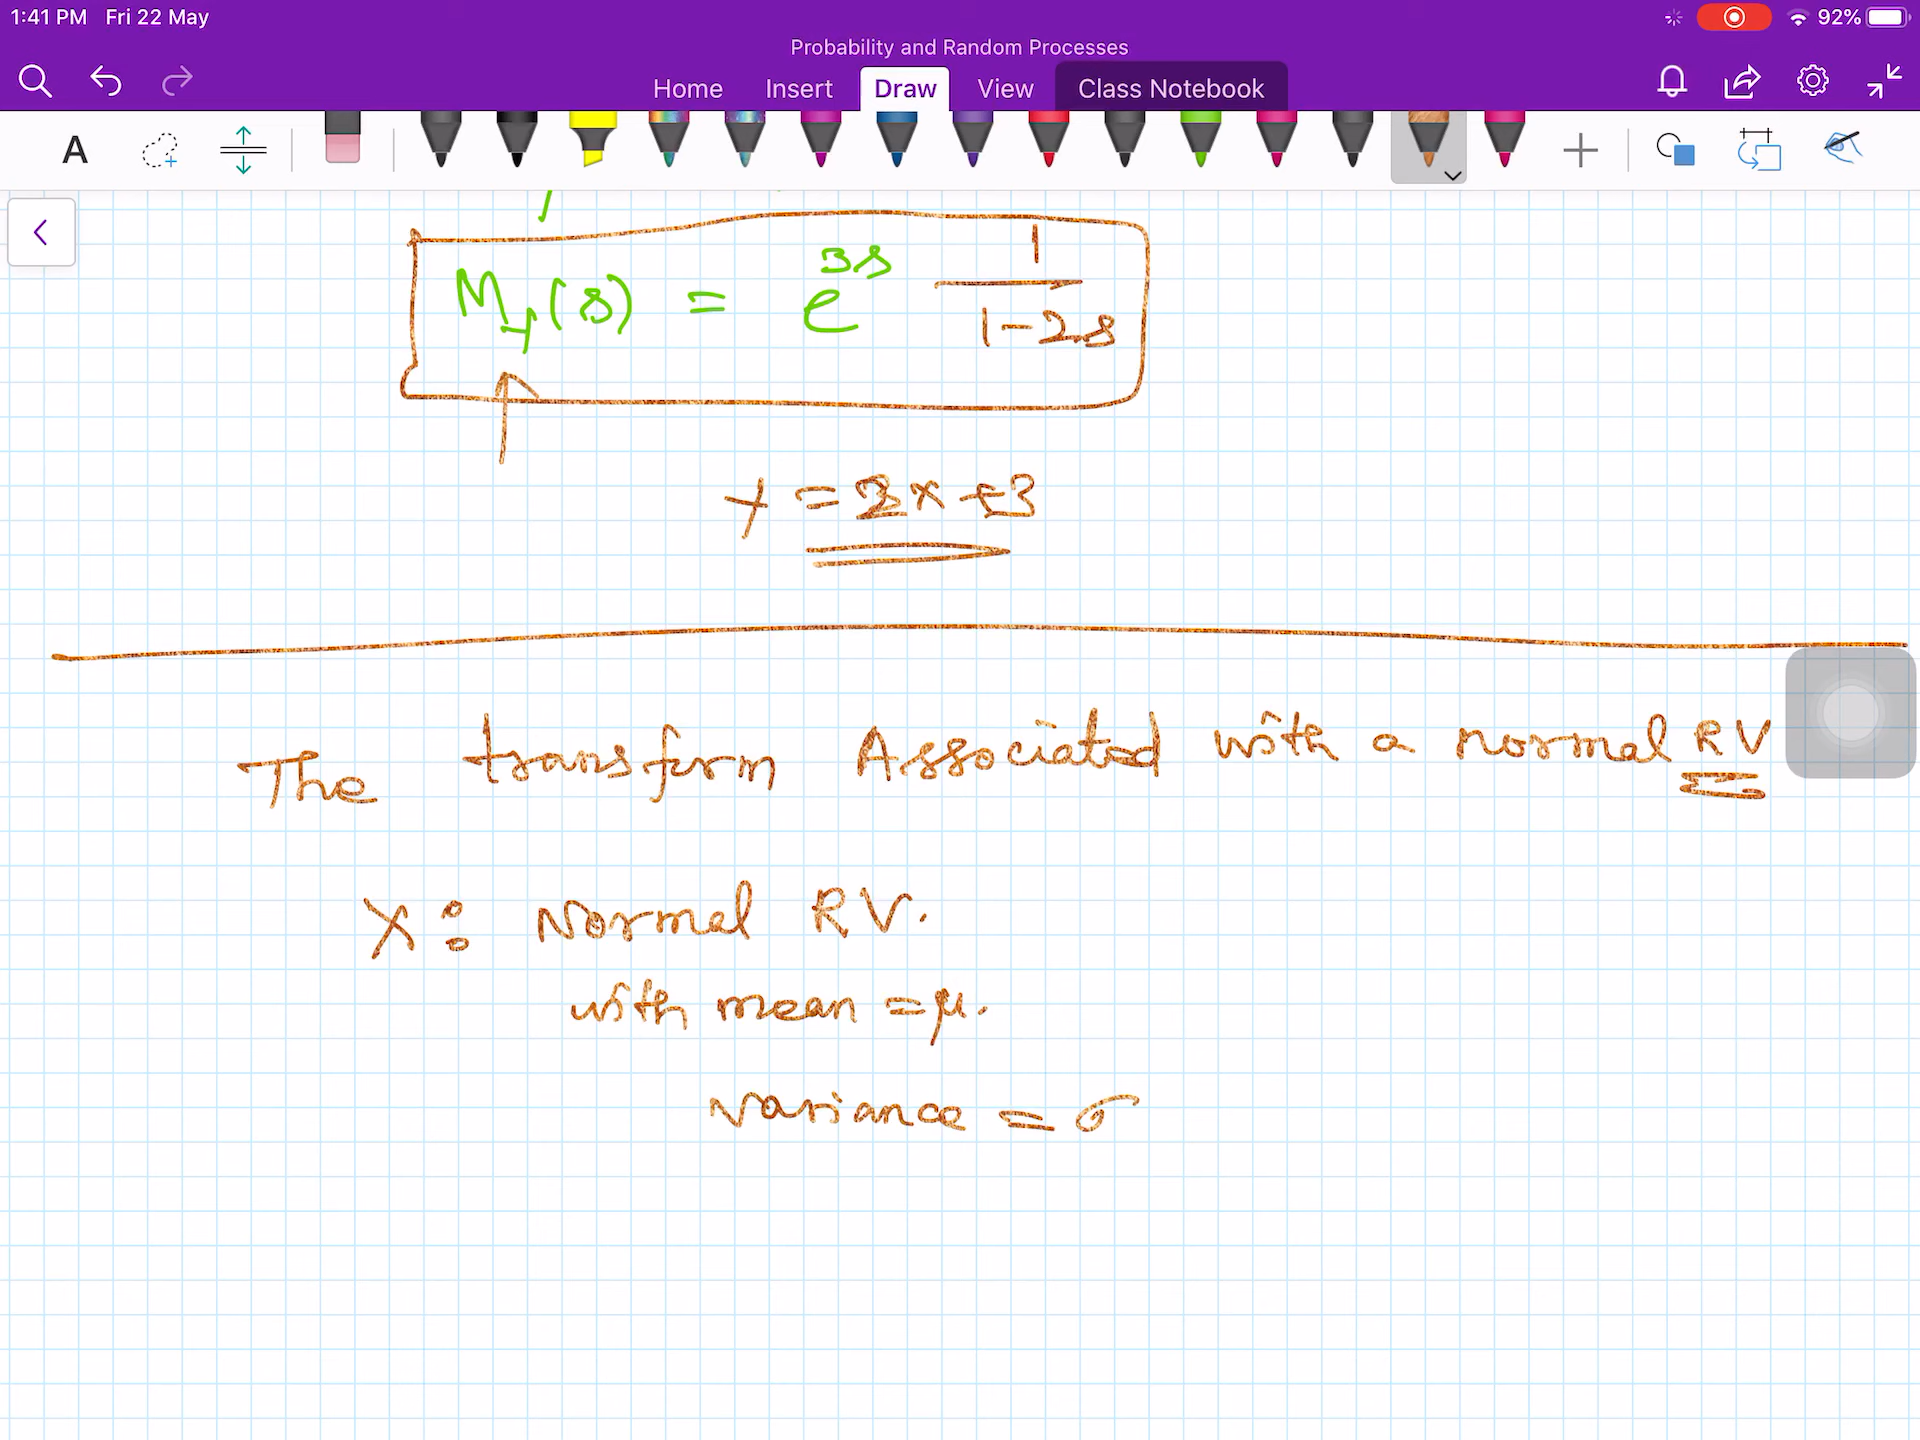 1:41 PM Fri 22 May 92%
Probability and Random Processes
Home Insert Draw View Class Notebook
A
M_Y(s) = e^{3s} 1/(1-2s)
Y = 2x+3
The transform Associated with a normal RV
X: Normal RV.
with mean = μ.
variance = σ